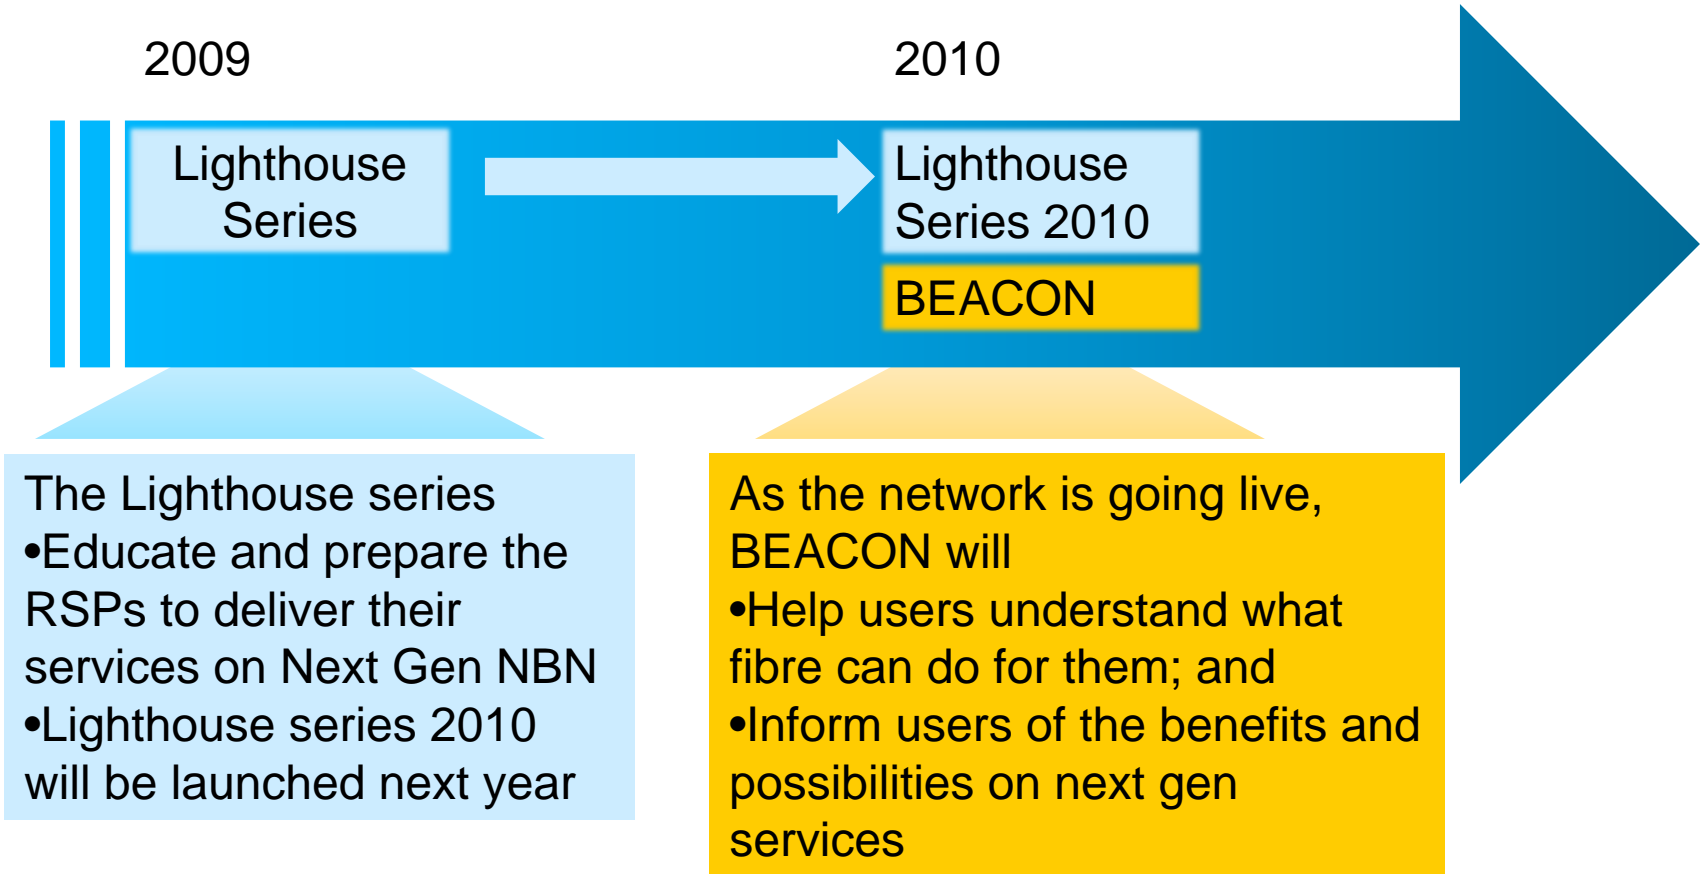 2009
2010
Lighthouse
Series
Lighthouse
Series 2010
BEACON
The Lighthouse series
•Educate and prepare the
RSPs to deliver their
services on Next Gen NBN
•Lighthouse series 2010
will be launched next year
As the network is going live,
BEACON will
•Help users understand what
fibre can do for them; and
•Inform users of the benefits and
possibilities on next gen
services